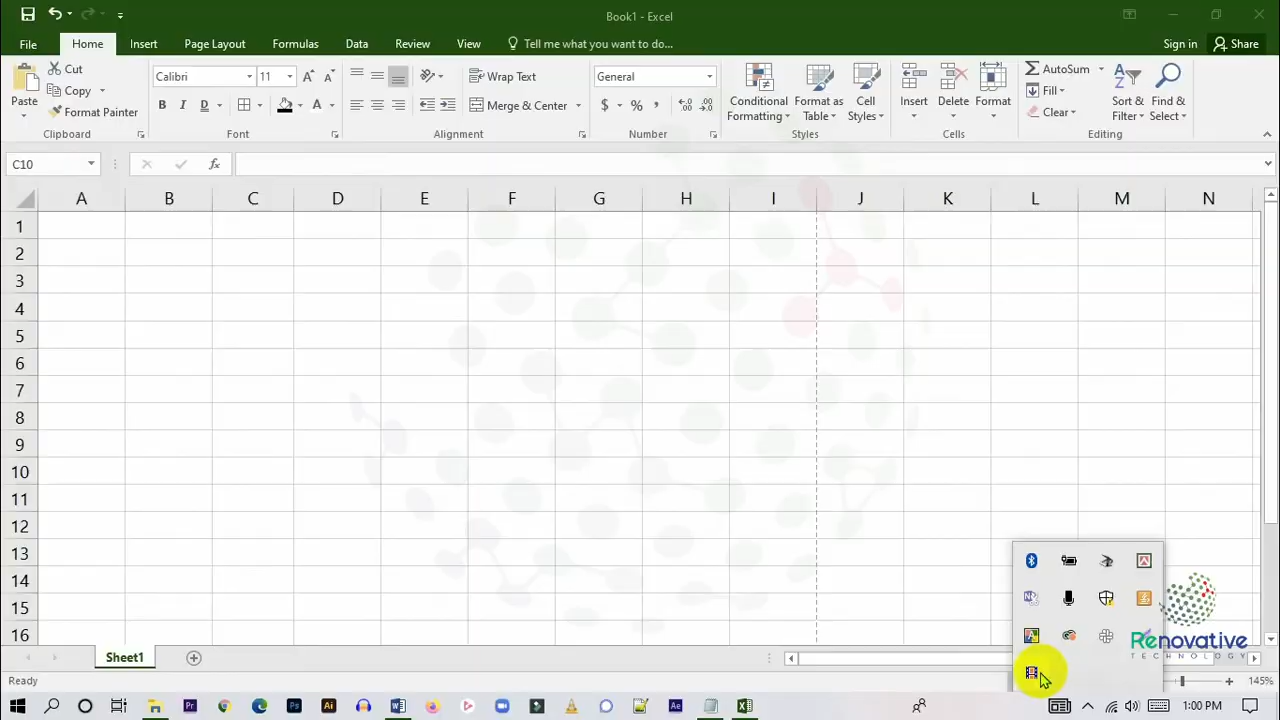 Book1 - Excel
File Home Insert Page Layout Formulas Data Review View Tell me what you want to do... Sign in Share
Paste Cut Copy Format Painter
Calibri 11
B I D A
Wrap Text
Merge & Center
General
$ %
Conditional Formatting
Format as Table
Cell Styles
Insert Delete Format
AutoSum
Fill
Clear
Sort & Filter
Find & Select
Clipboard Font Alignment Number Styles Cells Editing
C10 fx
A B C D E F G H I J K L M N
1
2
3
4
5
6
7
8
9
10
11
12
13
14
15
16
Renovative
TECHNOLOGY
Sheet1
Ready 145%
1:00 PM